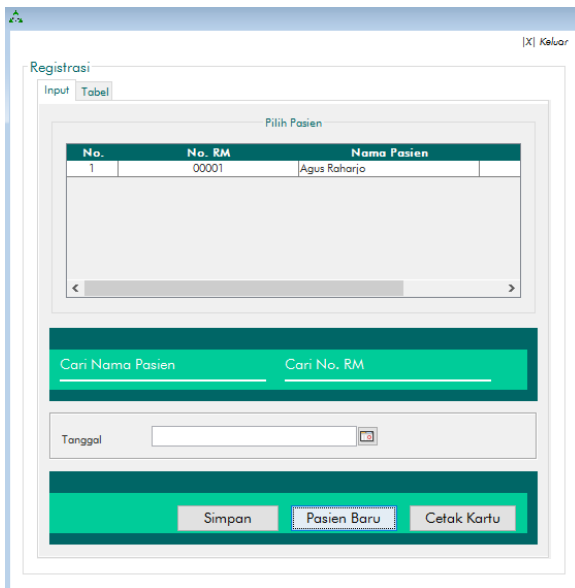 |X| Keluar
Registrasi
Input Tabel
Pilih Pasien
No. No. RM Nama Pasien
1 00001 Agus Raharjo
Cari Nama Pasien Cari No. RM
Tanggal
Simpan Pasien Baru Cetak Kartu